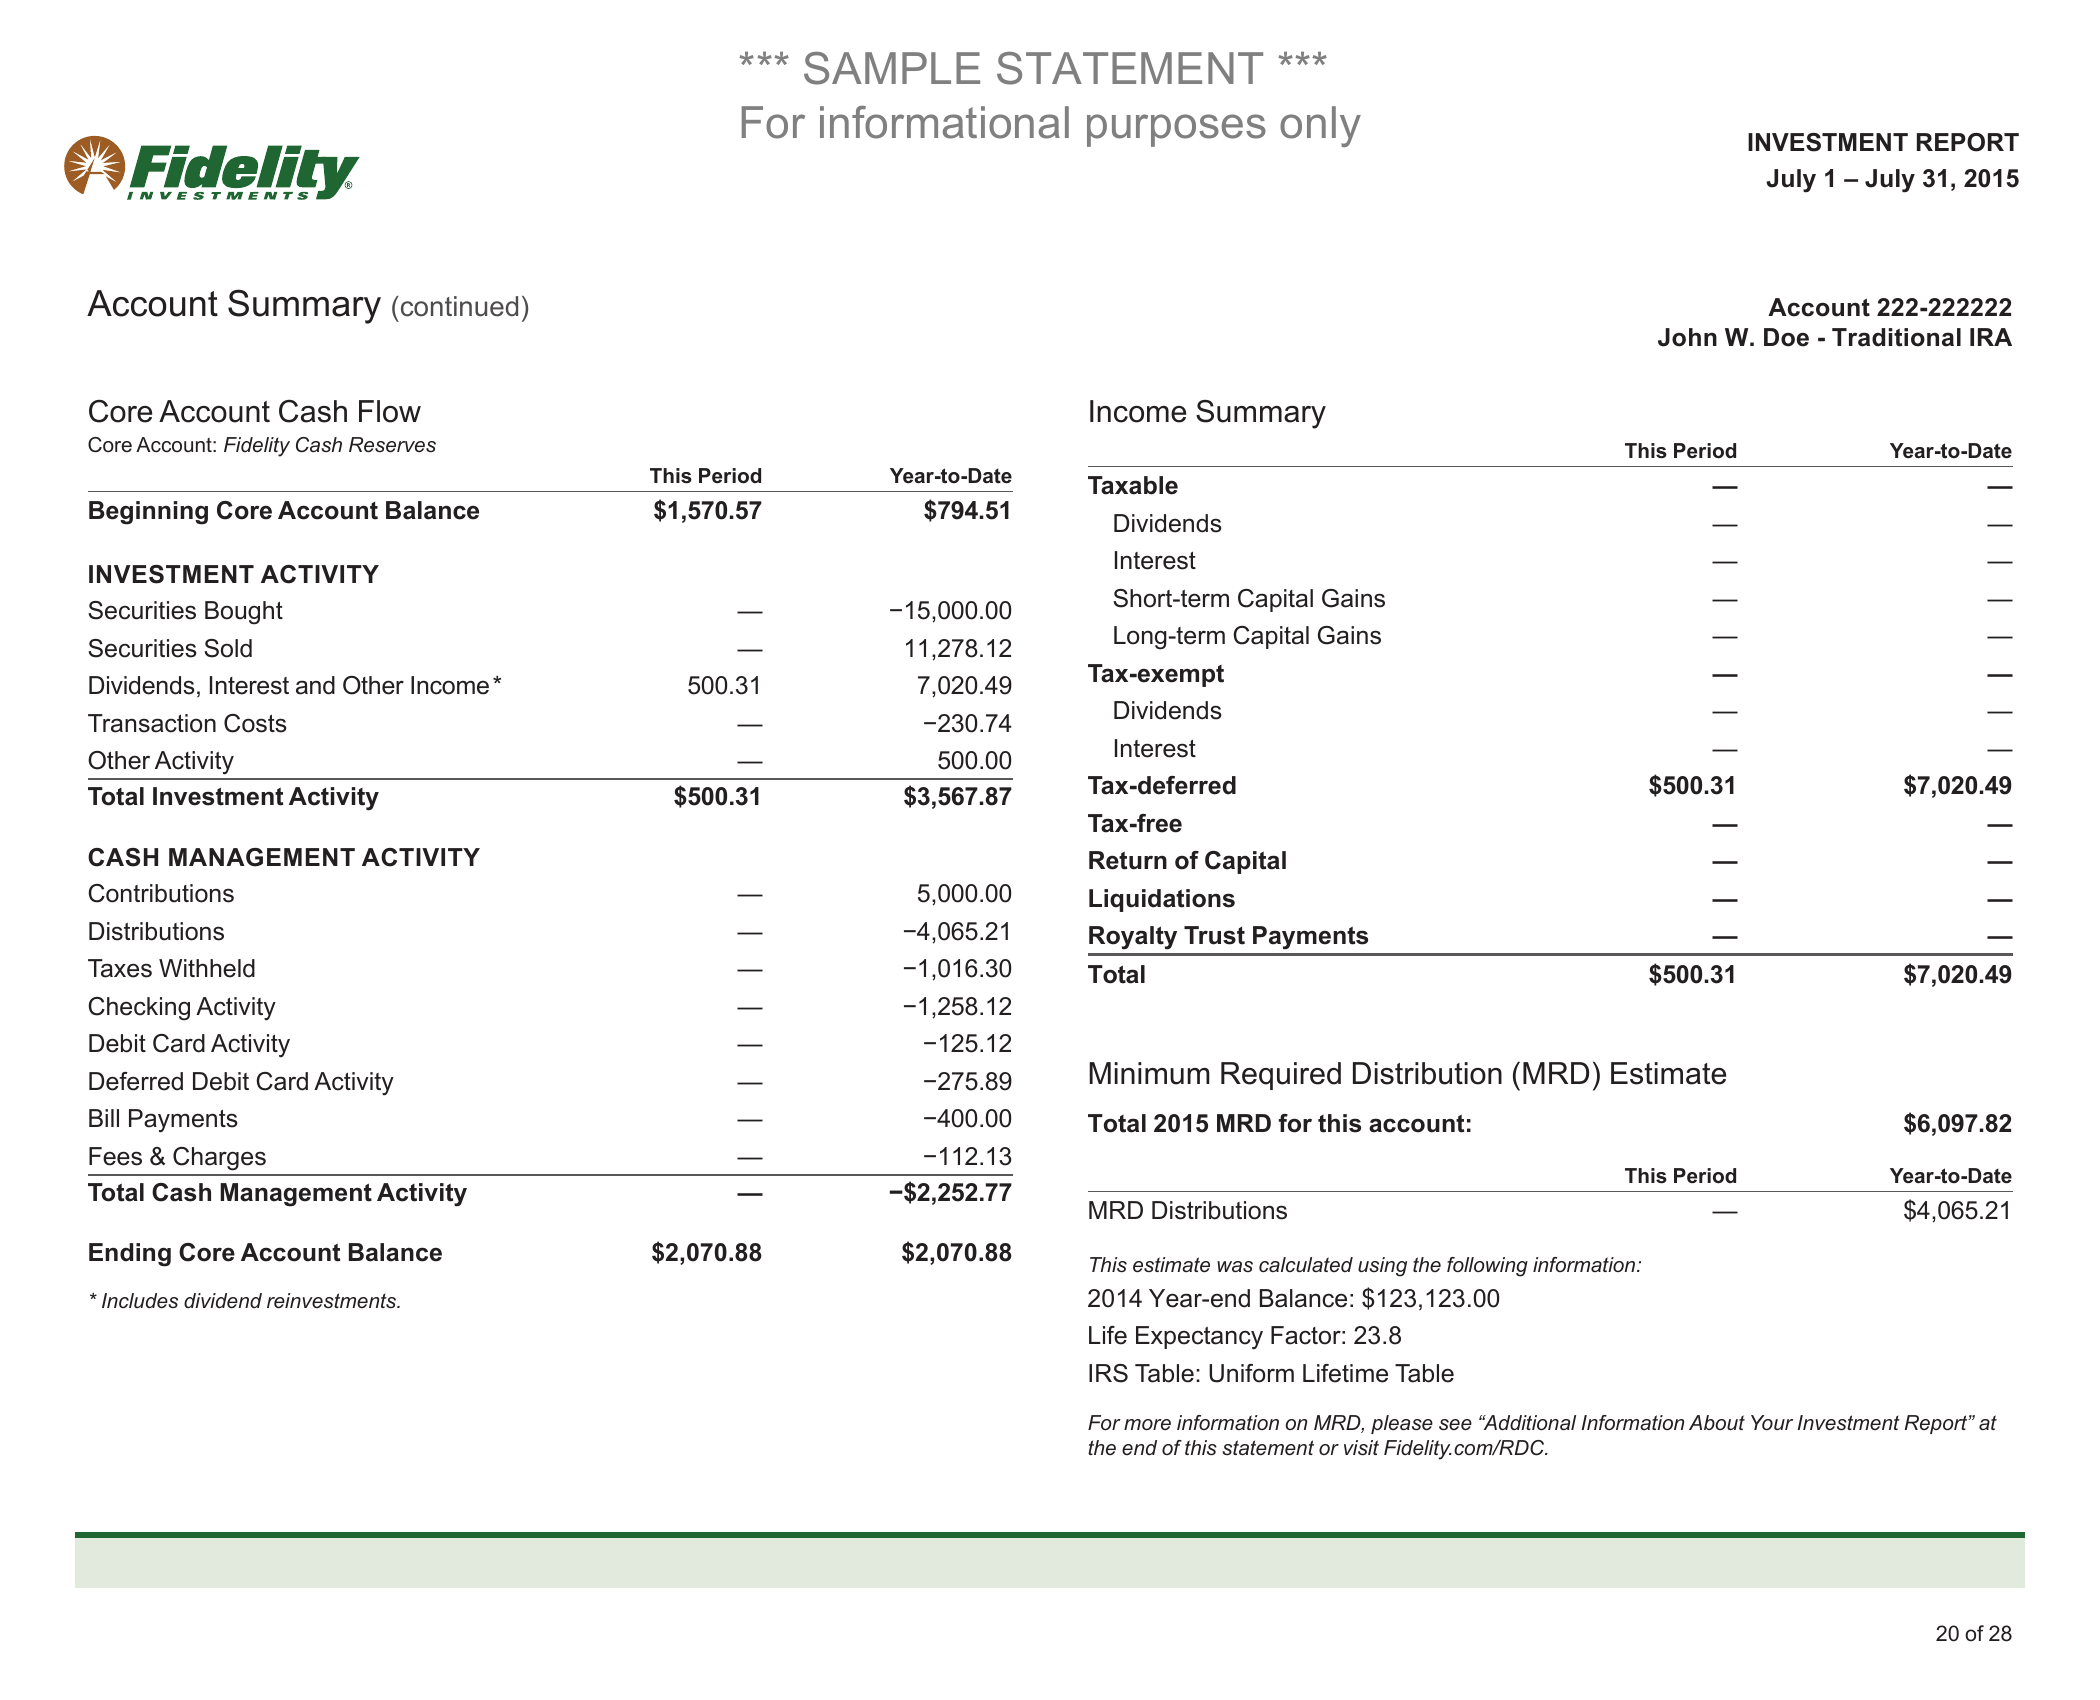 *** SAMPLE STATEMENT ***
For informational purposes only
Fidelity®
INVESTMENTS
INVESTMENT REPORT
July 1 – July 31, 2015
Account Summary (continued)
Account 222-222222
John W. Doe - Traditional IRA
Core Account Cash Flow
Core Account: Fidelity Cash Reserves
This Period Year-to-Date
Beginning Core Account Balance $1,570.57 $794.51
INVESTMENT ACTIVITY
Securities Bought — −15,000.00
Securities Sold — 11,278.12
Dividends, Interest and Other Income* 500.31 7,020.49
Transaction Costs — −230.74
Other Activity — 500.00
Total Investment Activity $500.31 $3,567.87
CASH MANAGEMENT ACTIVITY
Contributions — 5,000.00
Distributions — −4,065.21
Taxes Withheld — −1,016.30
Checking Activity — −1,258.12
Debit Card Activity — −125.12
Deferred Debit Card Activity — −275.89
Bill Payments — −400.00
Fees & Charges — −112.13
Total Cash Management Activity — −$2,252.77
Ending Core Account Balance $2,070.88 $2,070.88
* Includes dividend reinvestments.
Income Summary
This Period Year-to-Date
Taxable — —
Dividends — —
Interest — —
Short-term Capital Gains — —
Long-term Capital Gains — —
Tax-exempt — —
Dividends — —
Interest — —
Tax-deferred $500.31 $7,020.49
Tax-free — —
Return of Capital — —
Liquidations — —
Royalty Trust Payments — —
Total $500.31 $7,020.49
Minimum Required Distribution (MRD) Estimate
Total 2015 MRD for this account: $6,097.82
This Period Year-to-Date
MRD Distributions — $4,065.21
This estimate was calculated using the following information:
2014 Year-end Balance: $123,123.00
Life Expectancy Factor: 23.8
IRS Table: Uniform Lifetime Table
For more information on MRD, please see “Additional Information About Your Investment Report” at
the end of this statement or visit Fidelity.com/RDC.
20 of 28